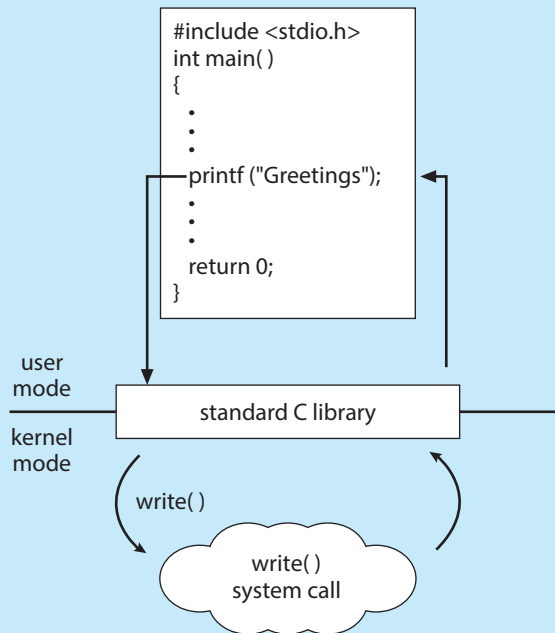 #include <stdio.h>
int main( )
{
•
•
•
printf ("Greetings");
•
•
•
return 0;
}
user
mode
standard C library
kernel
mode
write( )
write( )
system call